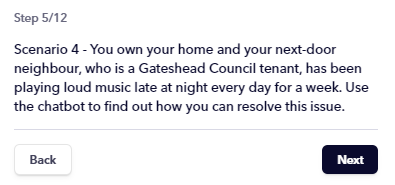 Step 5/12
Scenario 4 - You own your home and your next-door
neighbour, who is a Gateshead Council tenant, has been
playing loud music late at night every day for a week. Use
the chatbot to find out how you can resolve this issue.
Back
Next